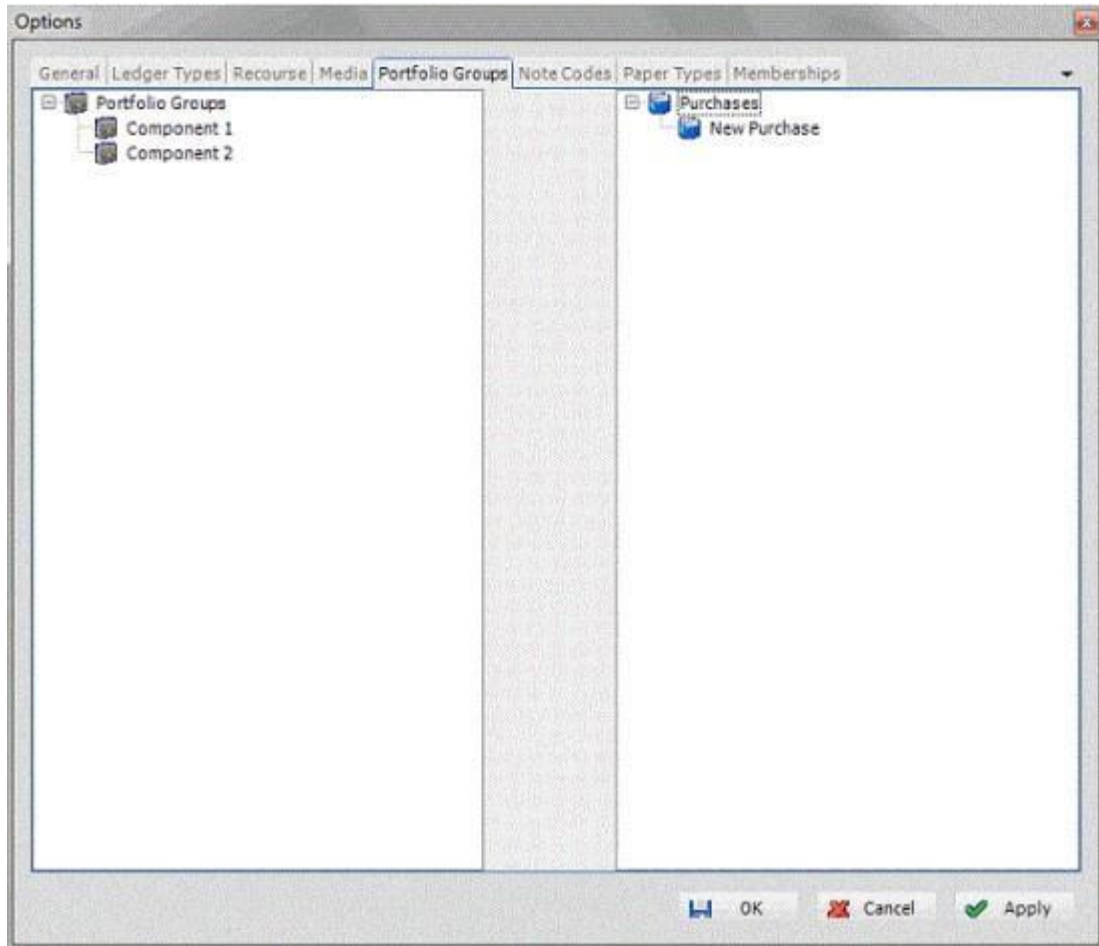 Options
General Ledger Types Recourse Media Portfolio Groups Note Codes Paper Types Memberships
Portfolio Groups
Component 1
Component 2
Purchases
New Purchase
OK Cancel Apply